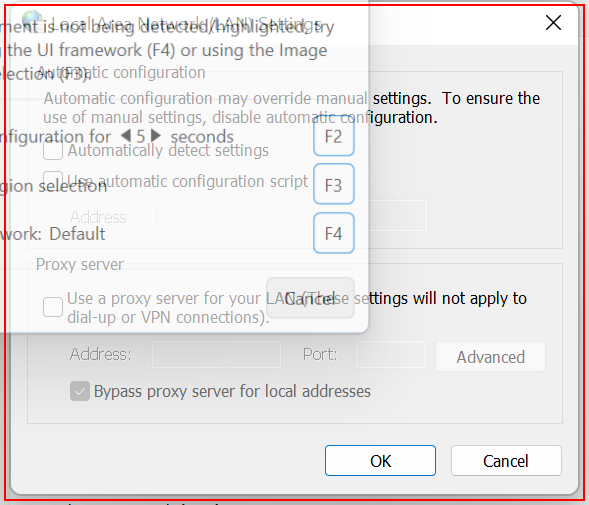 Local Area Network (LAN) Settings
ment is not being detected/highlighted, try
g the UI framework (F4) or using the Image
election (F3).
Automatic configuration
Automatic configuration may override manual settings. To ensure the
use of manual settings, disable automatic configuration.
nfiguration for 5 seconds
F2
Automatically detect settings
Use automatic configuration script
gion selection
F3
Address
work: Default
F4
Proxy server
Use a proxy server for your LAN (These settings will not apply to
dial-up or VPN connections).
Cancel
Address:
Port:
Advanced
Bypass proxy server for local addresses
OK
Cancel